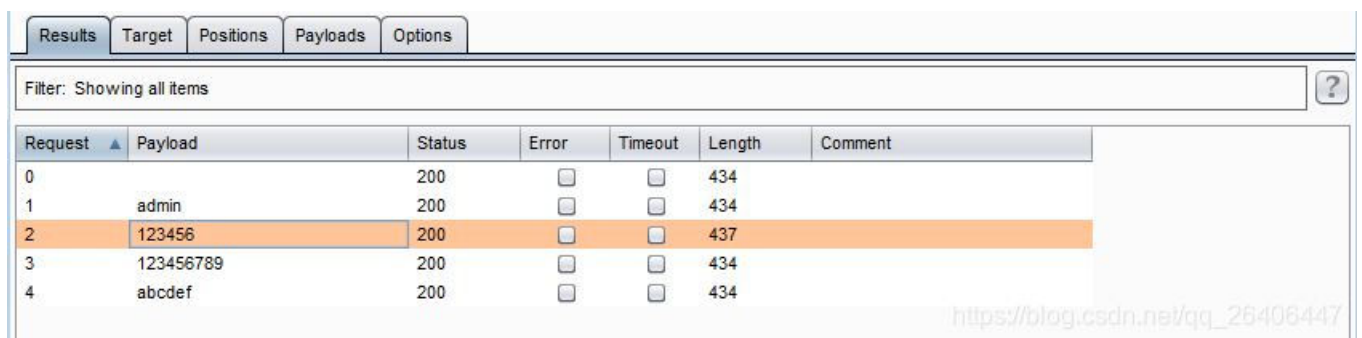 Results Target Positions Payloads Options
Filter: Showing all items ?
Request Payload Status Error Timeout Length Comment
0 200 434
1 admin 200 434
2 123456 200 437
3 123456789 200 434
4 abcdef 200 434
https://blog.csdn.net/qq_26406447